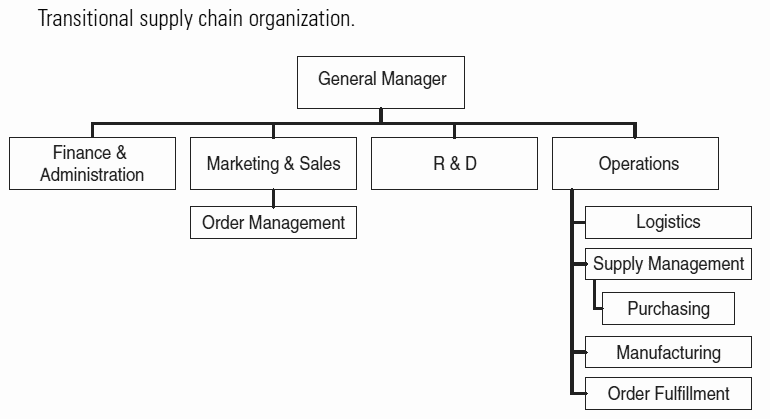 Transitional supply chain organization.
General Manager
Finance &
Administration
Marketing & Sales
R & D
Operations
Order Management
Logistics
Supply Management
Purchasing
Manufacturing
Order Fulfillment